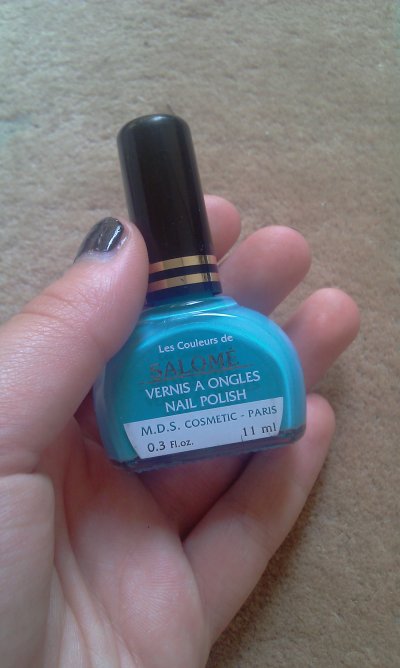 Les Couleurs de
SALOMÉ
VERNIS A ONGLES
NAIL POLISH
M.D.S. COSMETIC - PARIS
0.3 Fl.oz. 11 ml